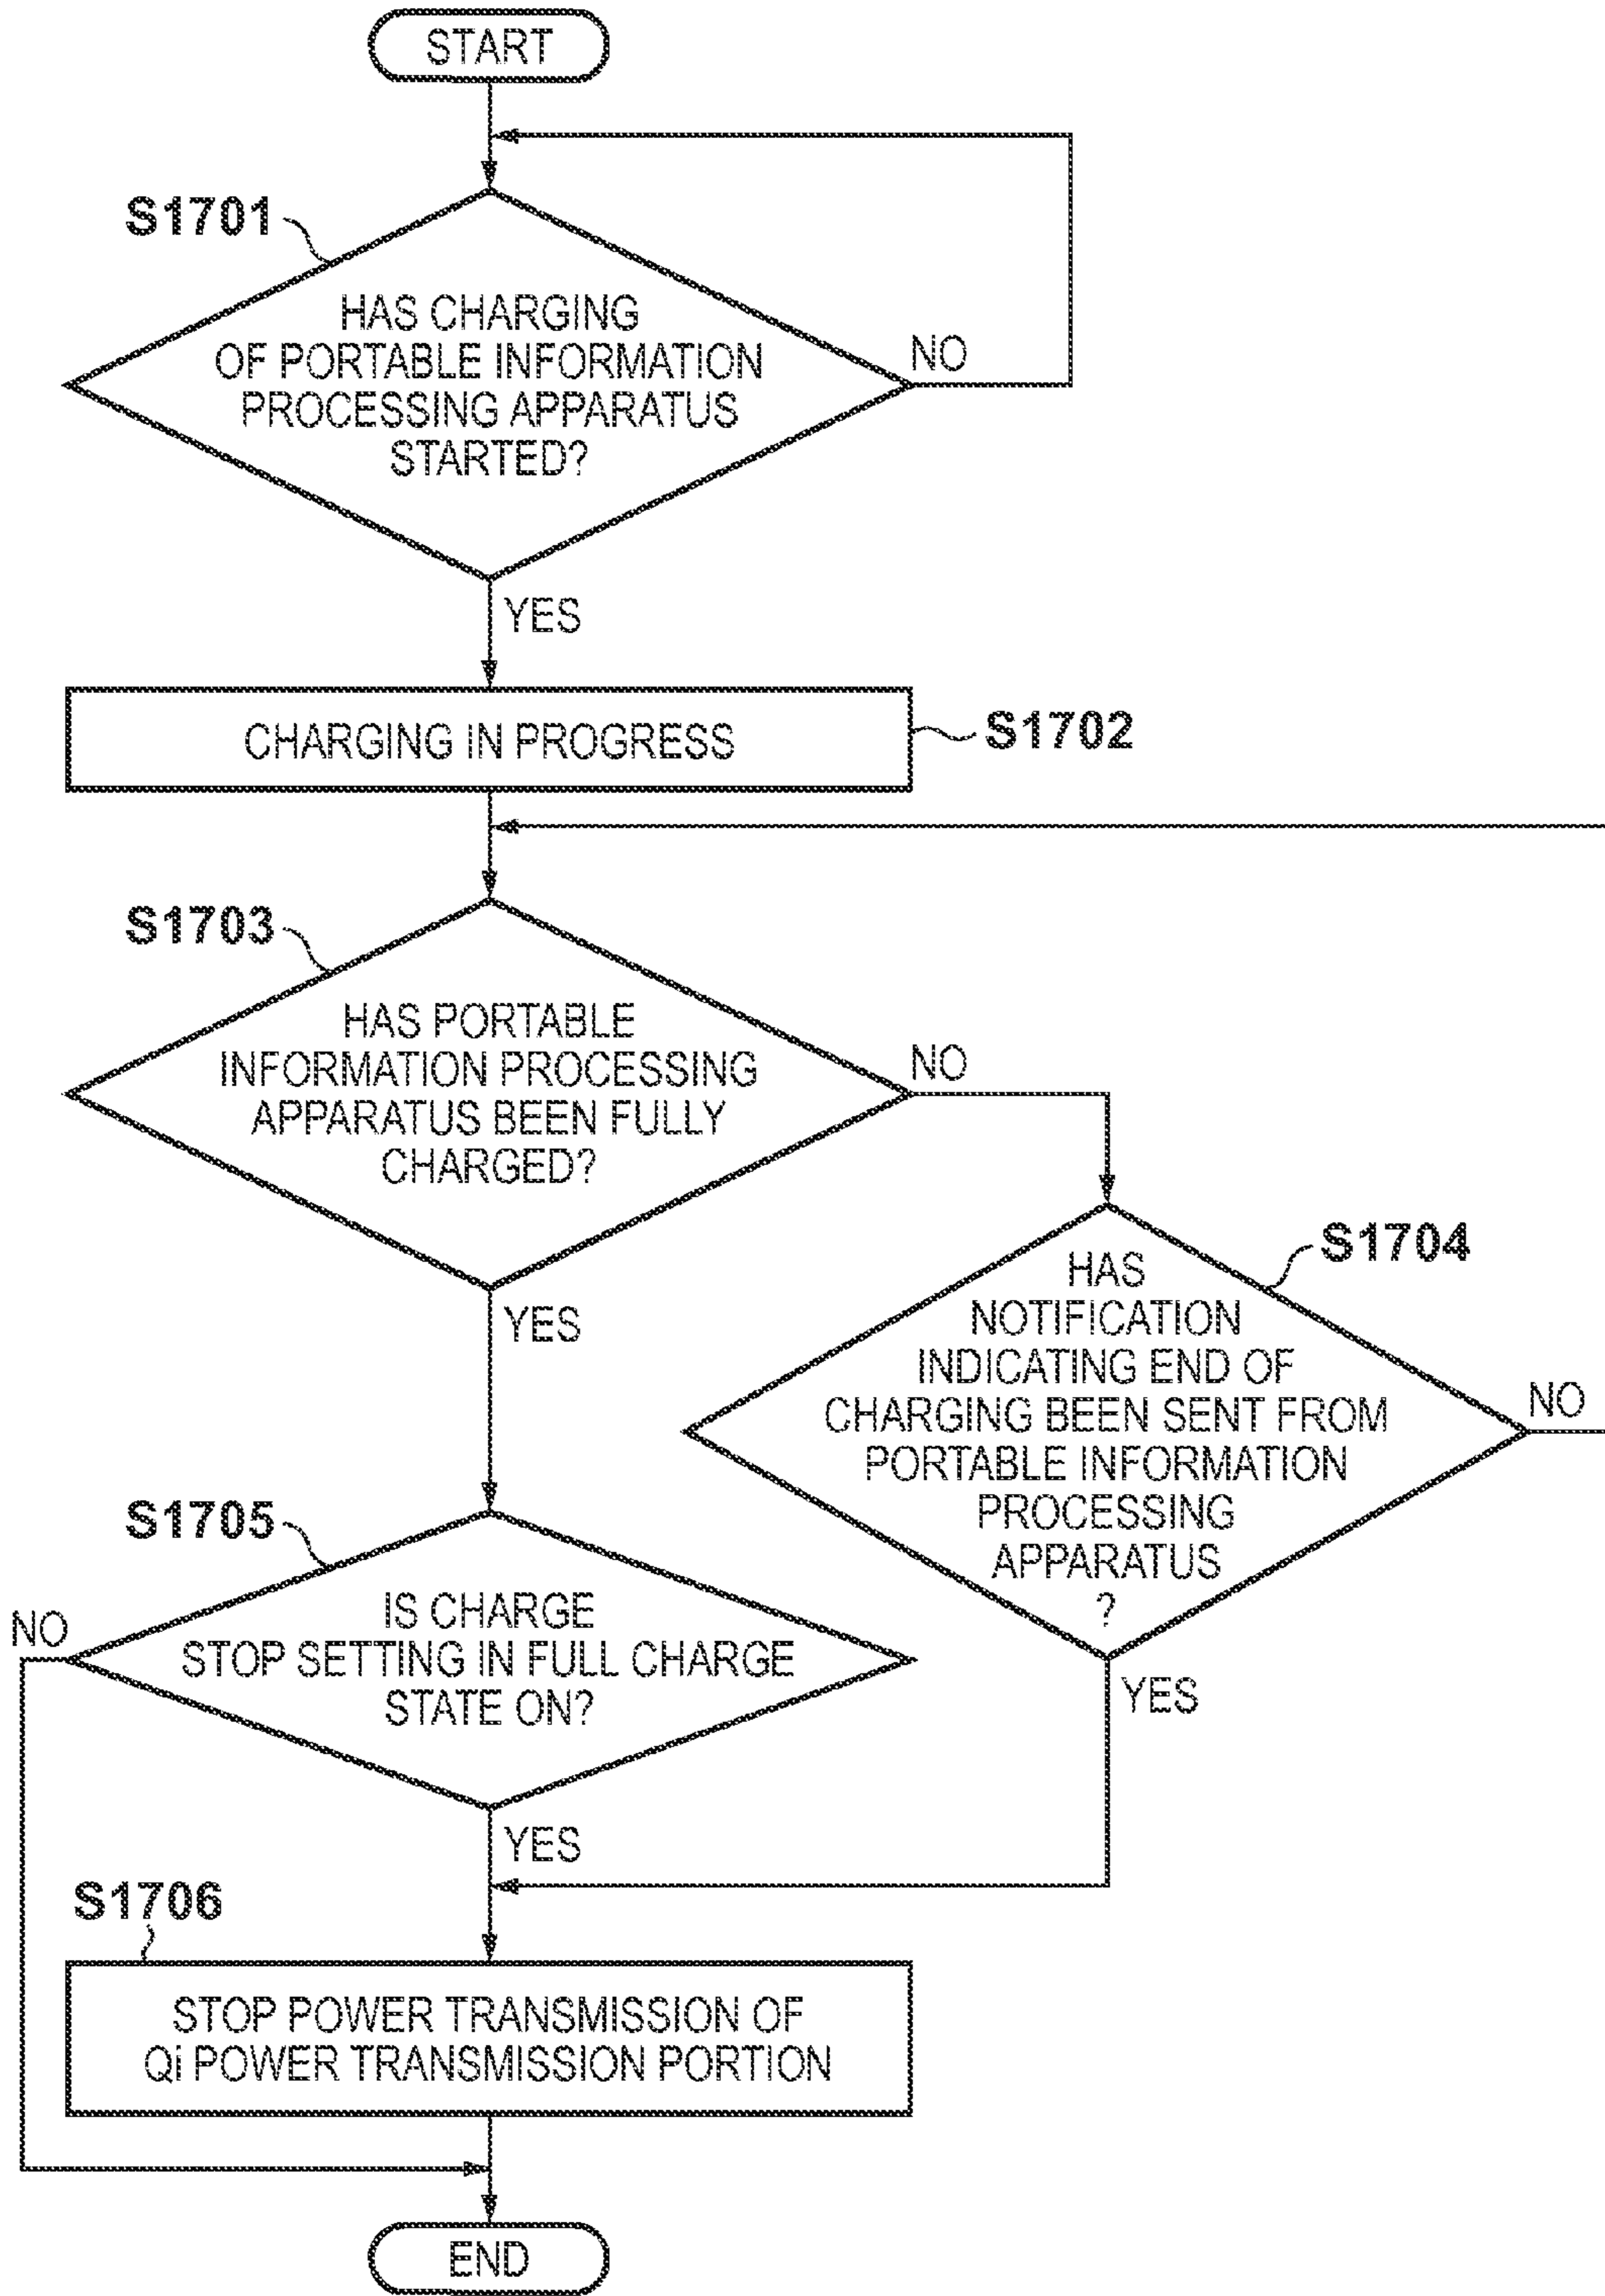 START
S1701
HAS CHARGING
OF PORTABLE INFORMATION
PROCESSING APPARATUS
STARTED?
NO
YES
CHARGING IN PROGRESS
S1702
S1703
HAS PORTABLE
INFORMATION PROCESSING
APPARATUS BEEN FULLY
CHARGED?
NO
YES
S1704
HAS
NOTIFICATION
INDICATING END OF
CHARGING BEEN SENT FROM
PORTABLE INFORMATION
PROCESSING
APPARATUS
?
NO
YES
S1705
IS CHARGE
STOP SETTING IN FULL CHARGE
STATE ON?
NO
YES
S1706
STOP POWER TRANSMISSION OF
Qi POWER TRANSMISSION PORTION
END